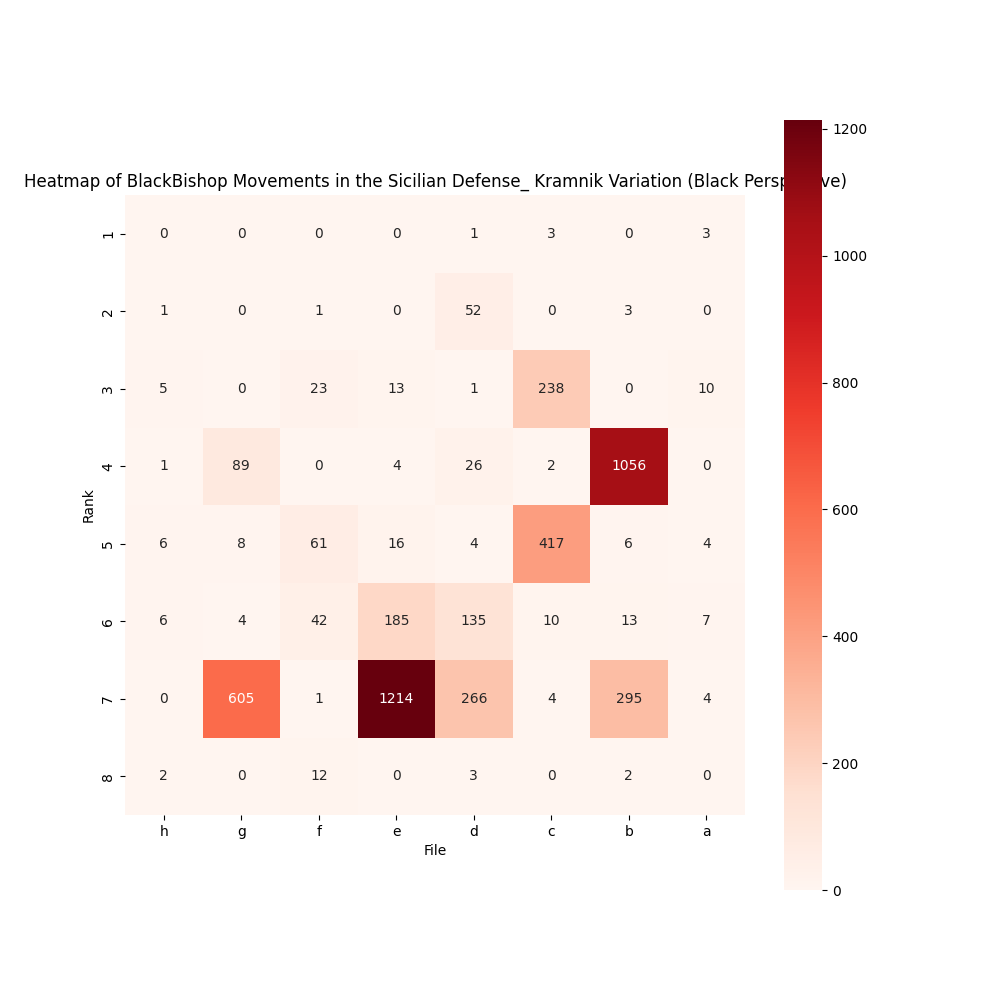 Heatmap of BlackBishop Movements in the Sicilian Defense_ Kramnik Variation (Black Persp ve)
1200
1000
800
600
400
200
0
Rank
1 0 0 0 0 1 3 0 3
2 1 0 1 0 52 0 3 0
3 5 0 23 13 1 238 0 10
4 1 89 0 4 26 2 1056 0
5 6 8 61 16 4 417 6 4
6 6 4 42 185 135 10 13 7
7 0 605 1 1214 266 4 295 4
8 2 0 12 0 3 0 2 0
h g f e d c b a
File